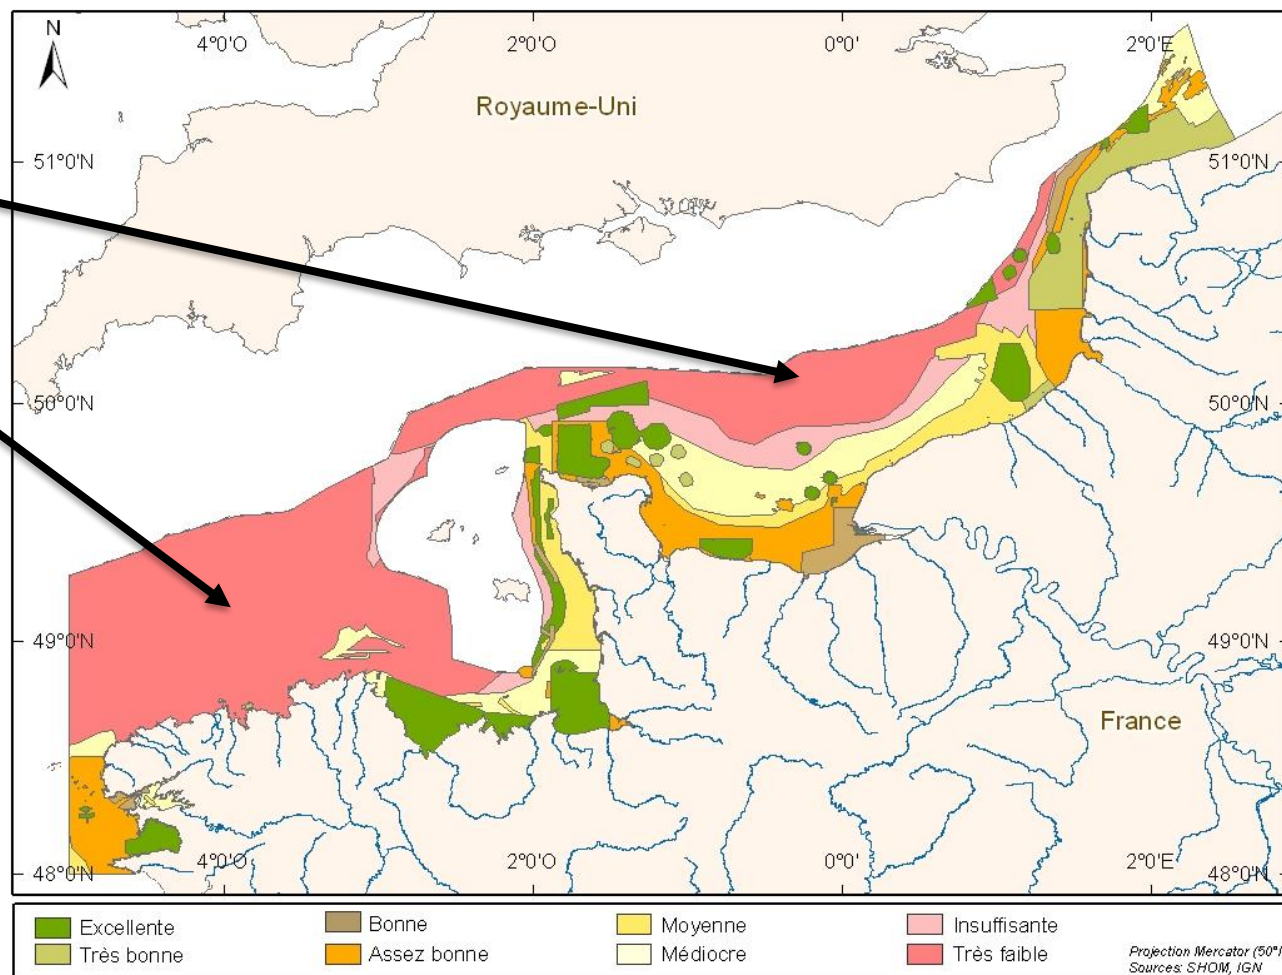 N
4°0'O 2°0'O 0°0' 2°0'E
Royaume-Uni
51°0'N 51°0'N
50°0'N 50°0'N
49°0'N 49°0'N
France
4°0'O 2°0'O 0°0' 2°0'E
48°0'N 48°0'N
Excellente Bonne Moyenne Insuffisante
Très bonne Assez bonne Médiocre Très faible
Projection Mercator (50°
Sources: SHOM, IGN